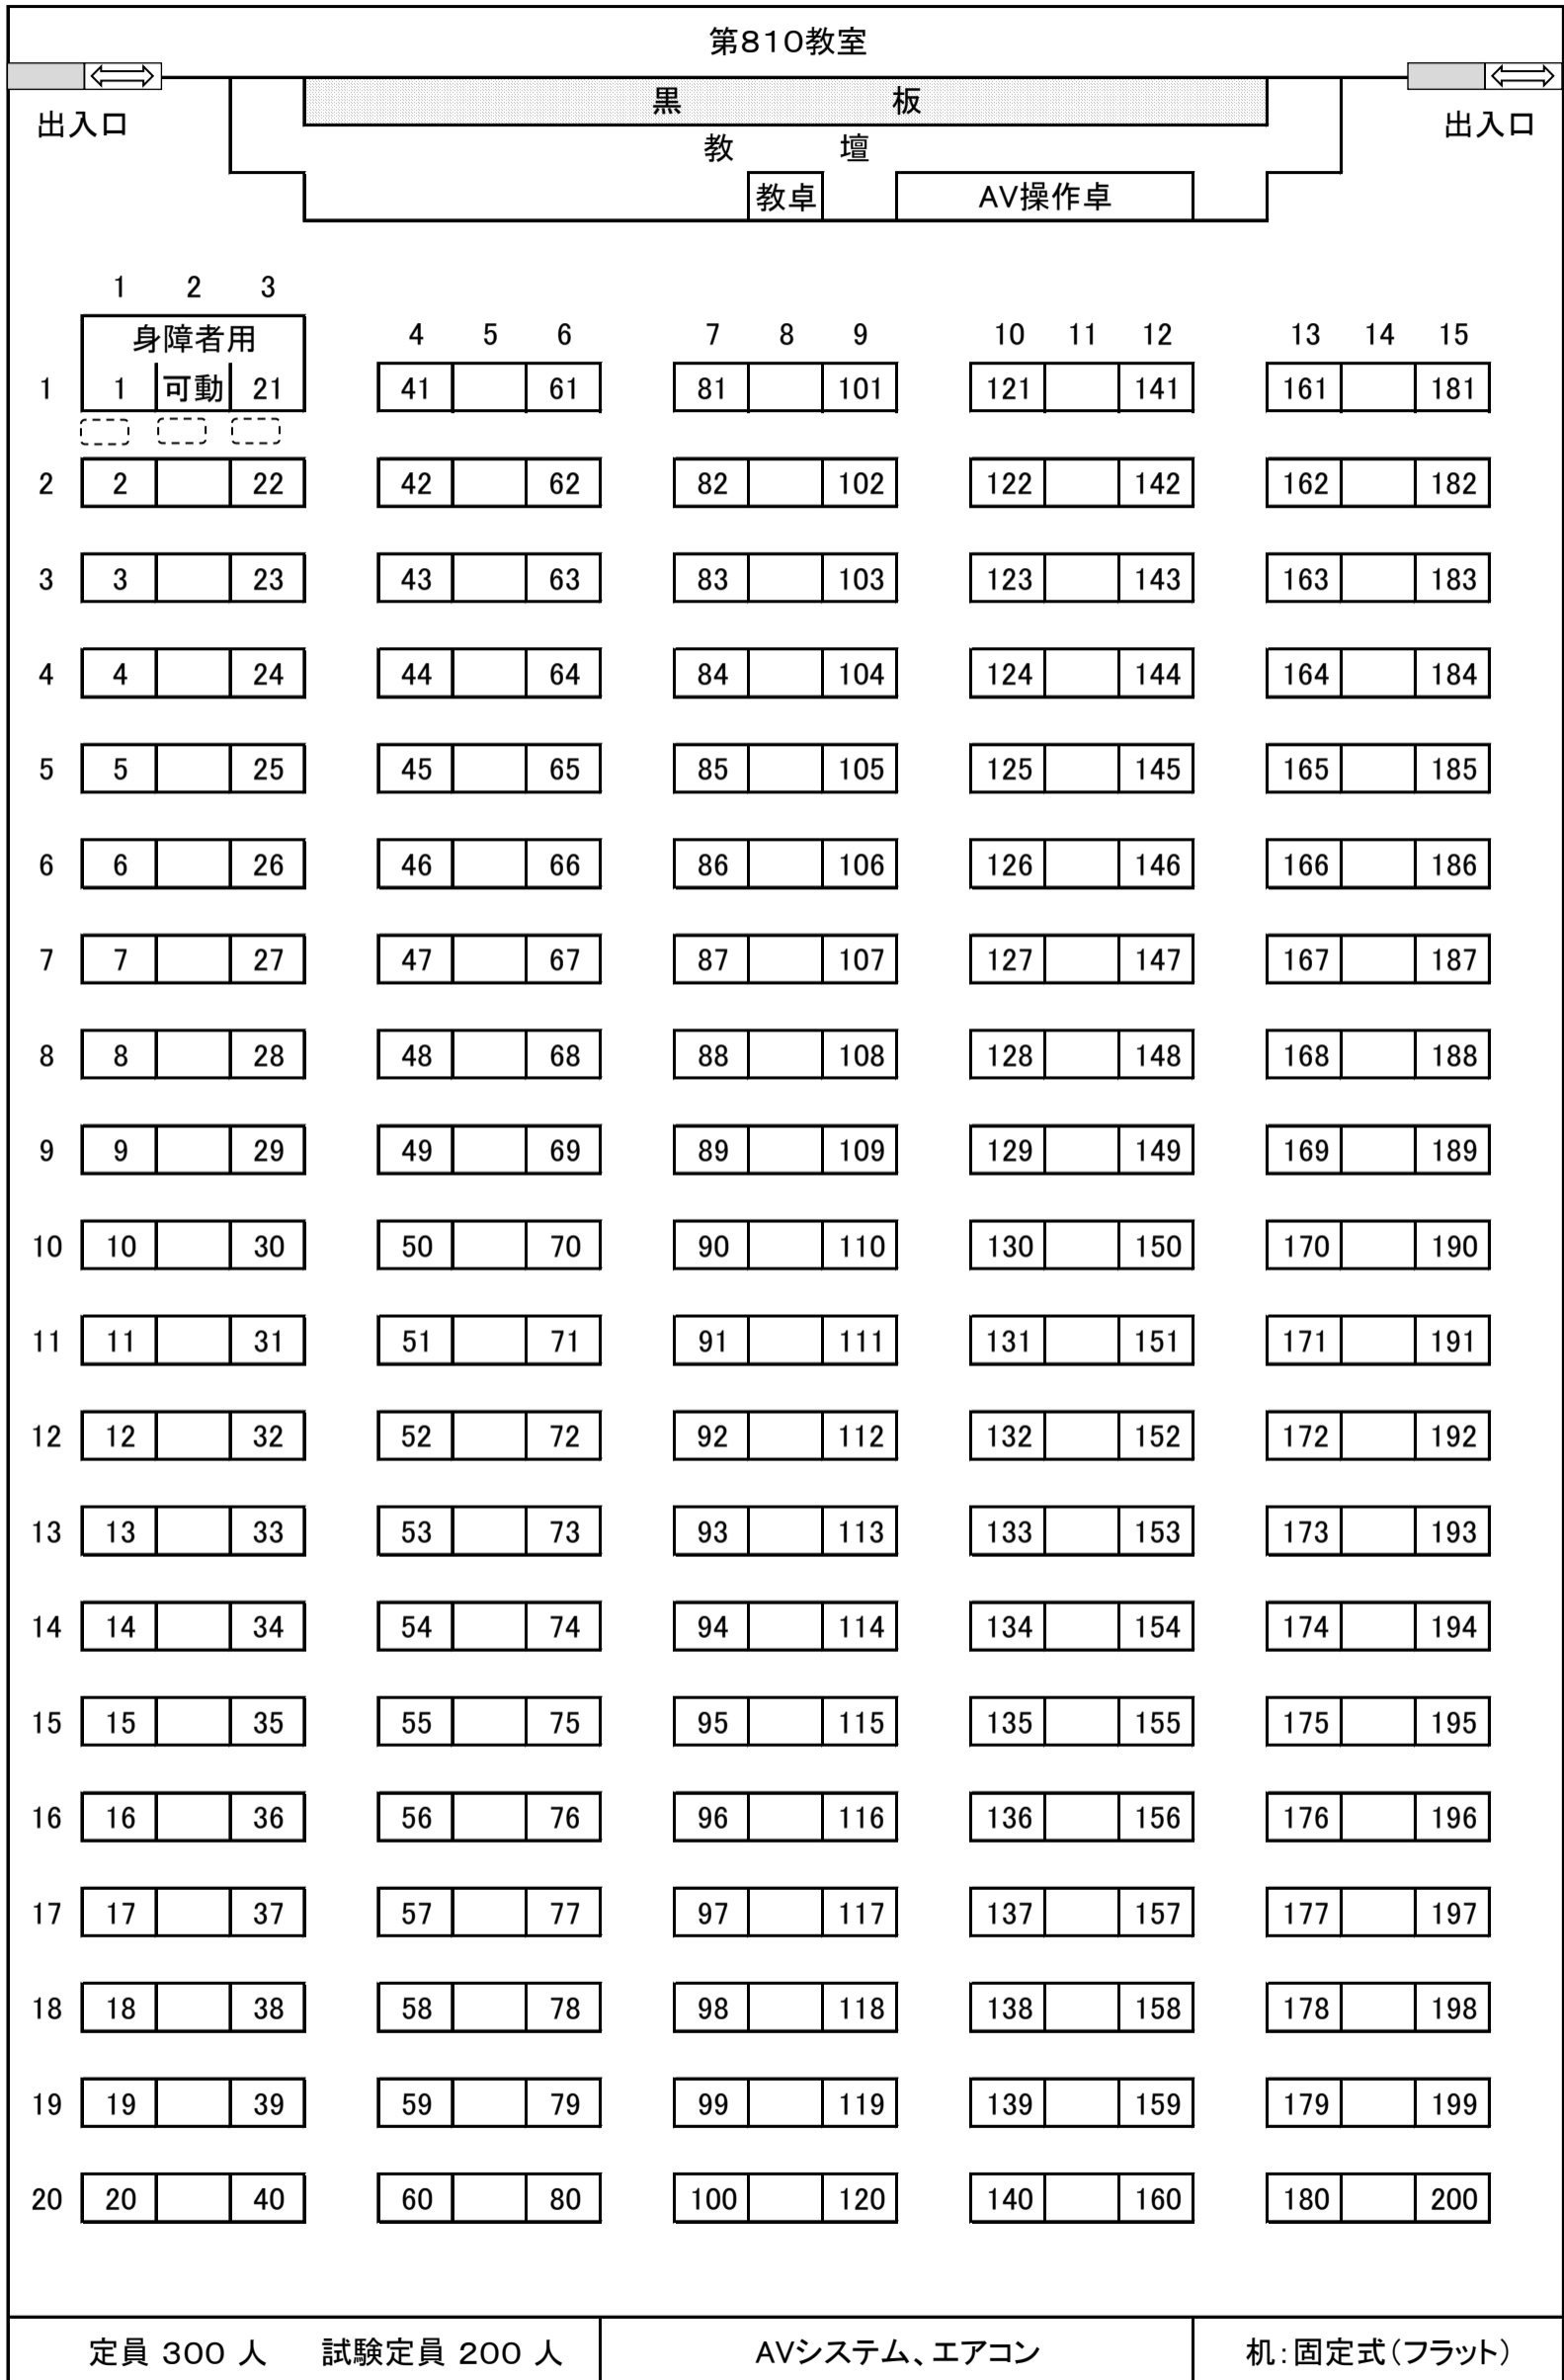 第810教室
黒 板
出入口 出入口
教 壇
教卓 AV操作卓
1 2 3
身障者用 4 5 6 7 8 9 10 11 12 13 14 15
1 1 可動 21 41 61 81 101 121 141 161 181
2 2 22 42 62 82 102 122 142 162 182
3 3 23 43 63 83 103 123 143 163 183
4 4 24 44 64 84 104 124 144 164 184
5 5 25 45 65 85 105 125 145 165 185
6 6 26 46 66 86 106 126 146 166 186
7 7 27 47 67 87 107 127 147 167 187
8 8 28 48 68 88 108 128 148 168 188
9 9 29 49 69 89 109 129 149 169 189
10 10 30 50 70 90 110 130 150 170 190
11 11 31 51 71 91 111 131 151 171 191
12 12 32 52 72 92 112 132 152 172 192
13 13 33 53 73 93 113 133 153 173 193
14 14 34 54 74 94 114 134 154 174 194
15 15 35 55 75 95 115 135 155 175 195
16 16 36 56 76 96 116 136 156 176 196
17 17 37 57 77 97 117 137 157 177 197
18 18 38 58 78 98 118 138 158 178 198
19 19 39 59 79 99 119 139 159 179 199
20 20 40 60 80 100 120 140 160 180 200
定員 300 人 試験定員 200 人 AVシステム、エアコン 机：固定式（フラット）